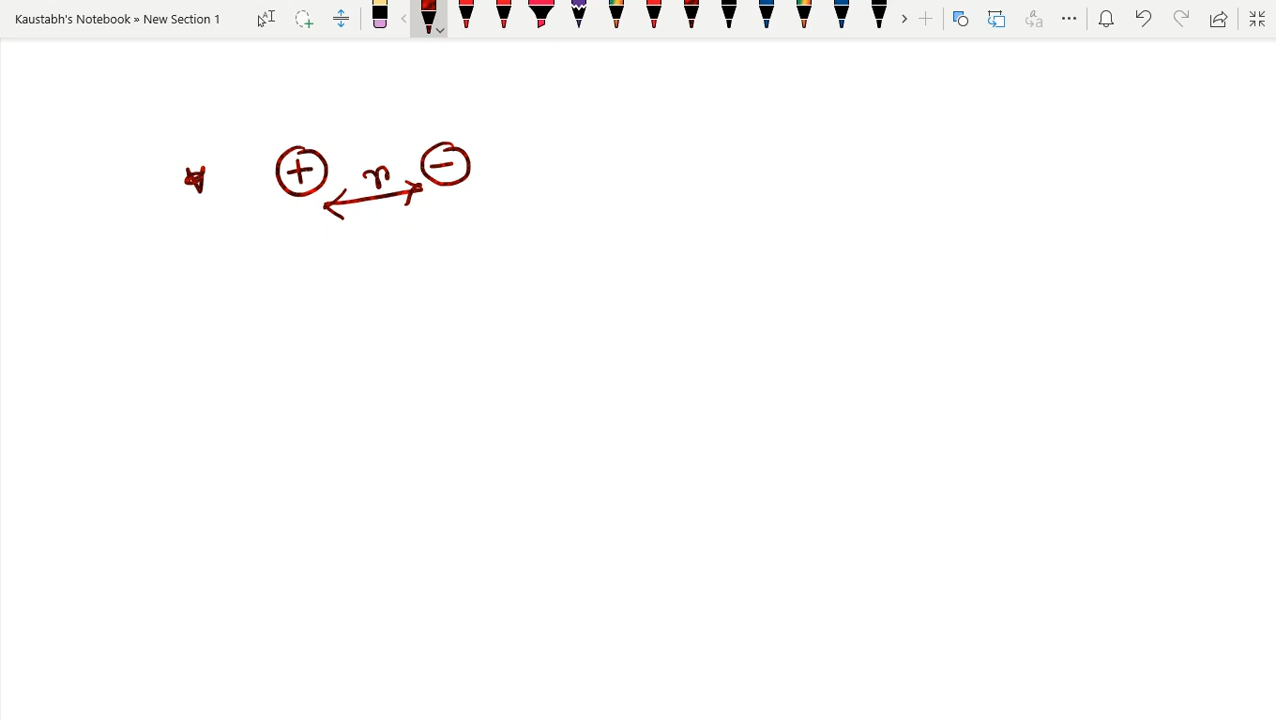 Kaustabh's Notebook » New Section 1
+ r −